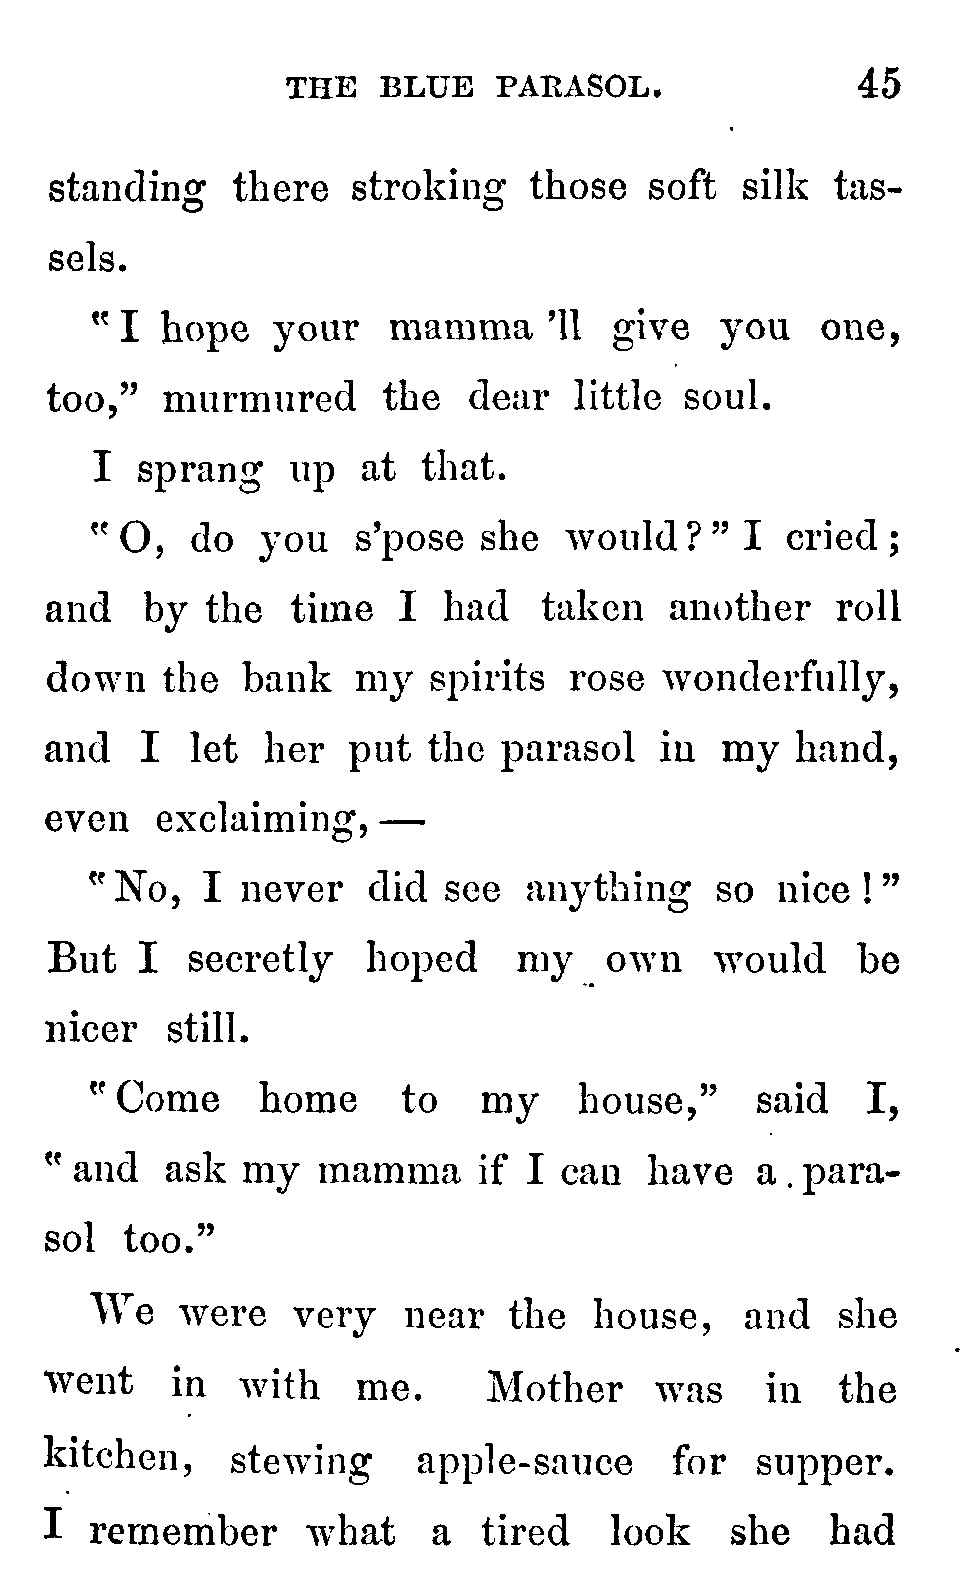 THE BLUE PARASOL. 45
standing there stroking those soft silk tas-
sels.
"I hope your mamma 'll give you one,
too," murmured the dear little soul.
I sprang up at that.
"O, do you s'pose she would?" I cried;
and by the time I had taken another roll
down the bank my spirits rose wonderfully,
and I let her put the parasol in my hand,
even exclaiming,—
"No, I never did see anything so nice!"
But I secretly hoped my own would be
nicer still.
"Come home to my house," said I,
"and ask my mamma if I can have a para-
sol too."
We were very near the house, and she
went in with me. Mother was in the
kitchen, stewing apple-sauce for supper.
I remember what a tired look she had